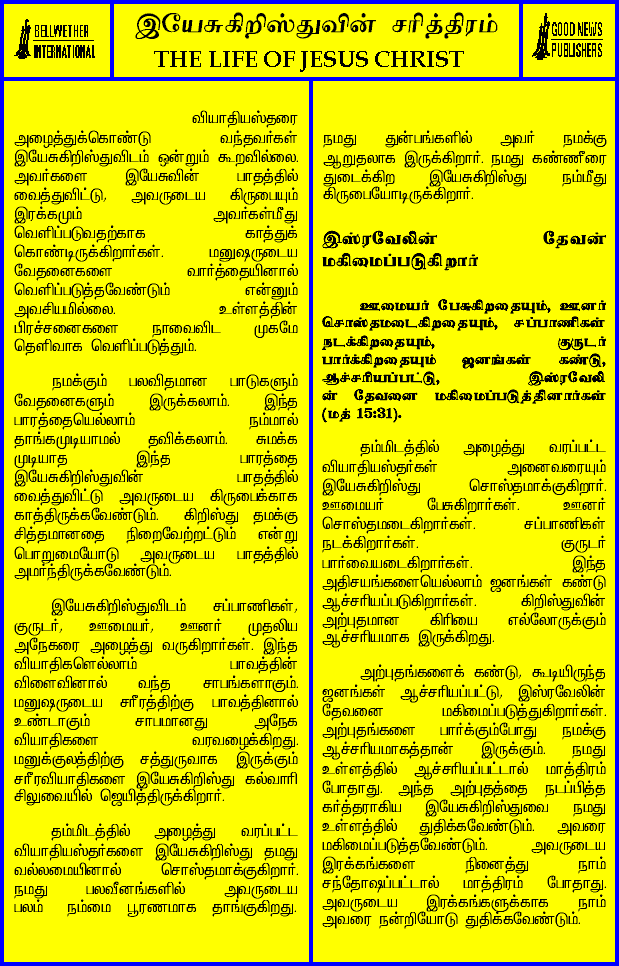 BELLWETHER
INTERNATIONAL
இயேசுகிறிஸ்துவின் சரித்திரம்
THE LIFE OF JESUS CHRIST
GOOD NEWS
PUBLISHERS
வியாதியஸ்தரை
அழைத்துக்கொண்டு வந்தவர்கள்
இயேசுகிறிஸ்துவிடம் ஒன்றும் கூறவில்லை.
அவர்களை இயேசுவின் பாதத்தில்
வைத்துவிட்டு, அவருடைய கிருபையும்
இரக்கமும் அவர்கள்மீது
வெளிப்படுவதற்காக காத்துக்
கொண்டிருக்கிறார்கள். மனுஷருடைய
வேதனைகளை வார்த்தையினால்
வெளிப்படுத்தவேண்டும் என்னும்
அவசியமில்லை. உள்ளத்தின்
பிரச்சனைகளை நாவைவிட முகமே
தெளிவாக வெளிப்படுத்தும்.
நமக்கும் பலவிதமான பாடுகளும்
வேதனைகளும் இருக்கலாம். இந்த
பாரத்தையெல்லாம் நம்மால்
தாங்கமுடியாமல் தவிக்கலாம். சுமக்க
முடியாத இந்த பாரத்தை
இயேசுகிறிஸ்துவின் பாதத்தில்
வைத்துவிட்டு அவருடைய கிருபைக்காக
காத்திருக்கவேண்டும். கிறிஸ்து தமக்கு
சித்தமானதை நிறைவேற்றட்டும் என்று
பொறுமையோடு அவருடைய பாதத்தில்
அமர்ந்திருக்கவேண்டும்.
இயேசுகிறிஸ்துவிடம் சப்பாணிகள்,
குருடர், ஊமையர், ஊனர் முதலிய
அநேகரை அழைத்து வருகிறார்கள். இந்த
வியாதிகளெல்லாம் பாவத்தின்
விளைவினால் வந்த சாபங்களாகும்.
மனுஷருடைய சரீரத்திற்கு பாவத்தினால்
உண்டாகும் சாபமானது அநேக
வியாதிகளை வரவழைக்கிறது.
மனுக்குலத்திற்கு சத்துருவாக இருக்கும்
சரீரவியாதிகளை இயேசுகிறிஸ்து கல்வாரி
சிலுவையில் ஜெயித்திருக்கிறார்.
தம்மிடத்தில் அழைத்து வரப்பட்ட
வியாதியஸ்தர்களை இயேசுகிறிஸ்து தமது
வல்லமையினால் சொஸ்தமாக்குகிறார்.
நமது பலவீனங்களில் அவருடைய
பலம் நம்மை பூரணமாக தாங்குகிறது.
நமது துன்பங்களில் அவர் நமக்கு
ஆறுதலாக இருக்கிறார். நமது கண்ணீரை
துடைக்கிற இயேசுகிறிஸ்து நம்மீது
கிருபையோடிருக்கிறார்.
இஸ்ரவேலின் தேவன்
மகிமைப்படுகிறார்
ஊமையர் பேசுகிறதையும், ஊனர்
சொஸ்தமடைகிறதையும், சப்பாணிகள்
நடக்கிறதையும், குருடர்
பார்க்கிறதையும் ஜனங்கள் கண்டு,
ஆச்சரியப்பட்டு, இஸ்ரவேலி
ன் தேவனை மகிமைப்படுத்தினார்கள்
(மத் 15:31).
தம்மிடத்தில் அழைத்து வரப்பட்ட
வியாதியஸ்தர்கள் அனைவரையும்
இயேசுகிறிஸ்து சொஸ்தமாக்குகிறார்.
ஊமையர் பேசுகிறார்கள். ஊனர்
சொஸ்தமடைகிறார்கள். சப்பாணிகள்
நடக்கிறார்கள். குருடர்
பார்வையடைகிறார்கள். இந்த
அதிசயங்களையெல்லாம் ஜனங்கள் கண்டு
ஆச்சரியப்படுகிறார்கள். கிறிஸ்துவின்
அற்புதமான கிரியை எல்லோருக்கும்
ஆச்சரியமாக இருக்கிறது.
அற்புதங்களைக் கண்டு, கூடியிருந்த
ஜனங்கள் ஆச்சரியப்பட்டு, இஸ்ரவேலின்
தேவனை மகிமைப்படுத்துகிறார்கள்.
அற்புதங்களை பார்க்கும்போது நமக்கு
ஆச்சரியமாகத்தான் இருக்கும். நமது
உள்ளத்தில் ஆச்சரியப்பட்டால் மாத்திரம்
போதாது. அந்த அற்புதத்தை நடப்பித்த
கர்த்தராகிய இயேசுகிறிஸ்துவை நமது
உள்ளத்தில் துதிக்கவேண்டும். அவரை
மகிமைப்படுத்தவேண்டும். அவருடைய
இரக்கங்களை நினைத்து நாம்
சந்தோஷப்பட்டால் மாத்திரம் போதாது.
அவருடைய இரக்கங்களுக்காக நாம்
அவரை நன்றியோடு துதிக்கவேண்டும்.